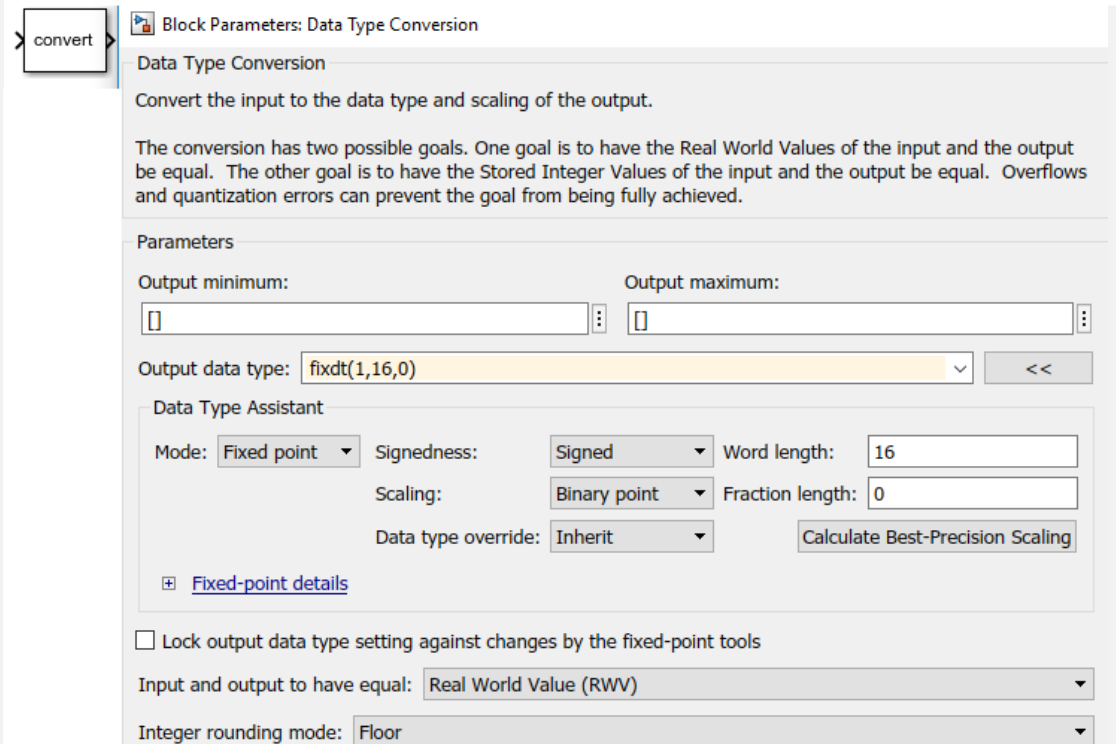 convert
Block Parameters: Data Type Conversion
Data Type Conversion
Convert the input to the data type and scaling of the output.
The conversion has two possible goals. One goal is to have the Real World Values of the input and the output
be equal.  The other goal is to have the Stored Integer Values of the input and the output be equal.  Overflows
and quantization errors can prevent the goal from being fully achieved.
Parameters
Output minimum: Output maximum:
[] []
Output data type: fixdt(1,16,0) <<
Data Type Assistant
Mode: Fixed point Signedness: Signed Word length: 16
Scaling: Binary point Fraction length: 0
Data type override: Inherit Calculate Best-Precision Scaling
Fixed-point details
Lock output data type setting against changes by the fixed-point tools
Input and output to have equal: Real World Value (RWV)
Integer rounding mode: Floor